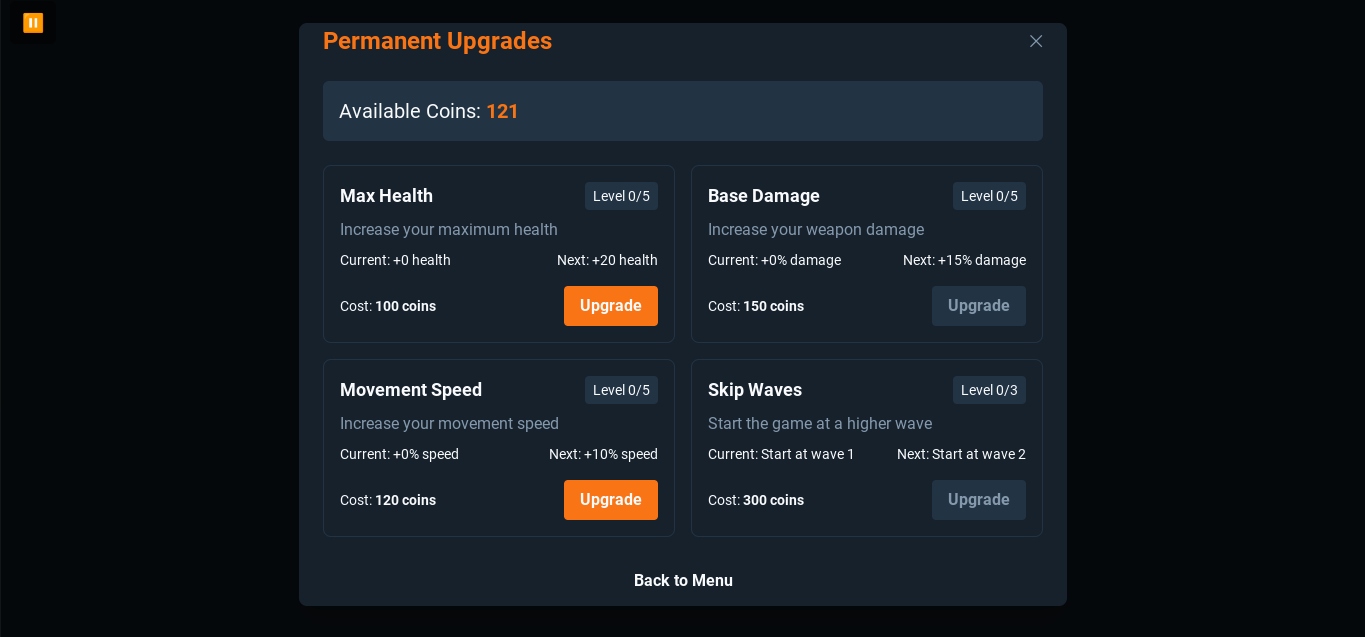 Permanent Upgrades
Available Coins: 121
Max Health
Level 0/5
Increase your maximum health
Current: +0 health
Next: +20 health
Cost: 100 coins
Upgrade
Base Damage
Level 0/5
Increase your weapon damage
Current: +0% damage
Next: +15% damage
Cost: 150 coins
Upgrade
Movement Speed
Level 0/5
Increase your movement speed
Current: +0% speed
Next: +10% speed
Cost: 120 coins
Upgrade
Skip Waves
Level 0/3
Start the game at a higher wave
Current: Start at wave 1
Next: Start at wave 2
Cost: 300 coins
Upgrade
Back to Menu